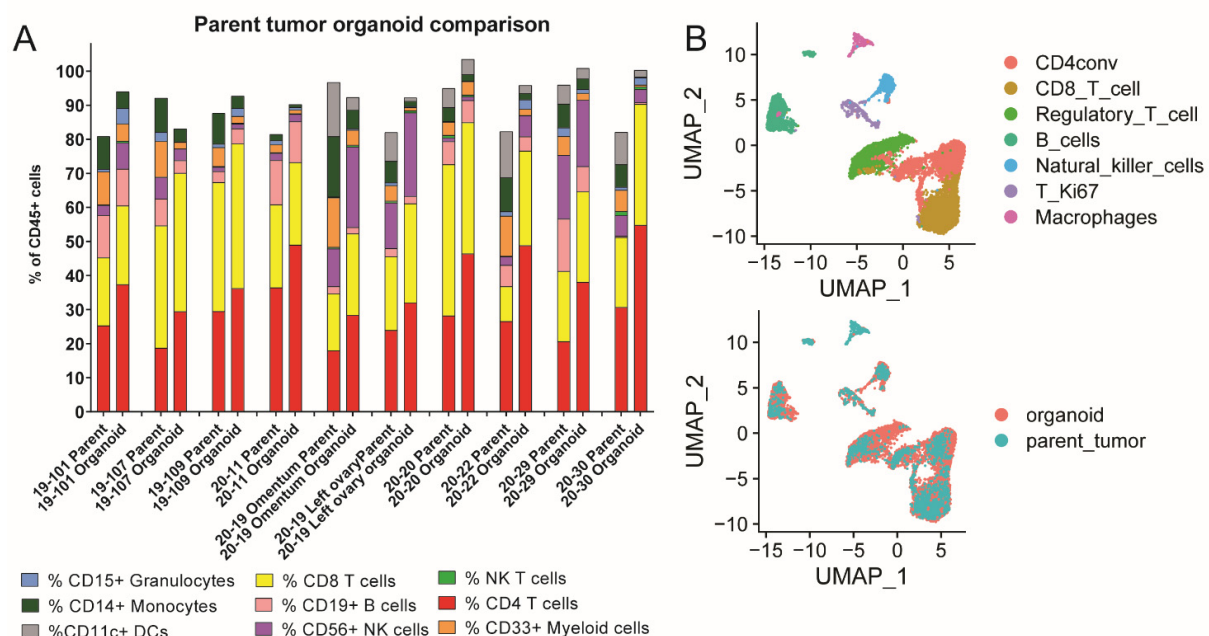 A
Parent tumor organoid comparison
% of CD45+ cells
100
90
80
70
60
50
40
30
20
10
0
19-101 Parent
19-101 Organoid
19-107 Parent
19-107 Organoid
19-109 Parent
19-109 Organoid
20-11 Parent
20-11 Organoid
20-19 Omentum Parent
20-19 Omentum Organoid
20-19 Left ovaryParent
20-19 Left ovary organoid
20-20 Parent
20-20 Organoid
20-22 Parent
20-22 Organoid
20-29 Parent
20-29 Organoid
20-30 Parent
20-30 Organoid
% CD15+ Granulocytes
% CD14+ Monocytes
%CD11c+ DCs
% CD8 T cells
% CD19+ B cells
% CD56+ NK cells
% NK T cells
% CD4 T cells
% CD33+ Myeloid cells
B
UMAP_2
10
5
0
−5
−10
−15 −10 −5 0 5
UMAP_1
CD4conv
CD8_T_cell
Regulatory_T_cell
B_cells
Natural_killer_cells
T_Ki67
Macrophages
UMAP_2
10
5
0
−5
−10
−15 −10 −5 0 5
UMAP_1
organoid
parent_tumor